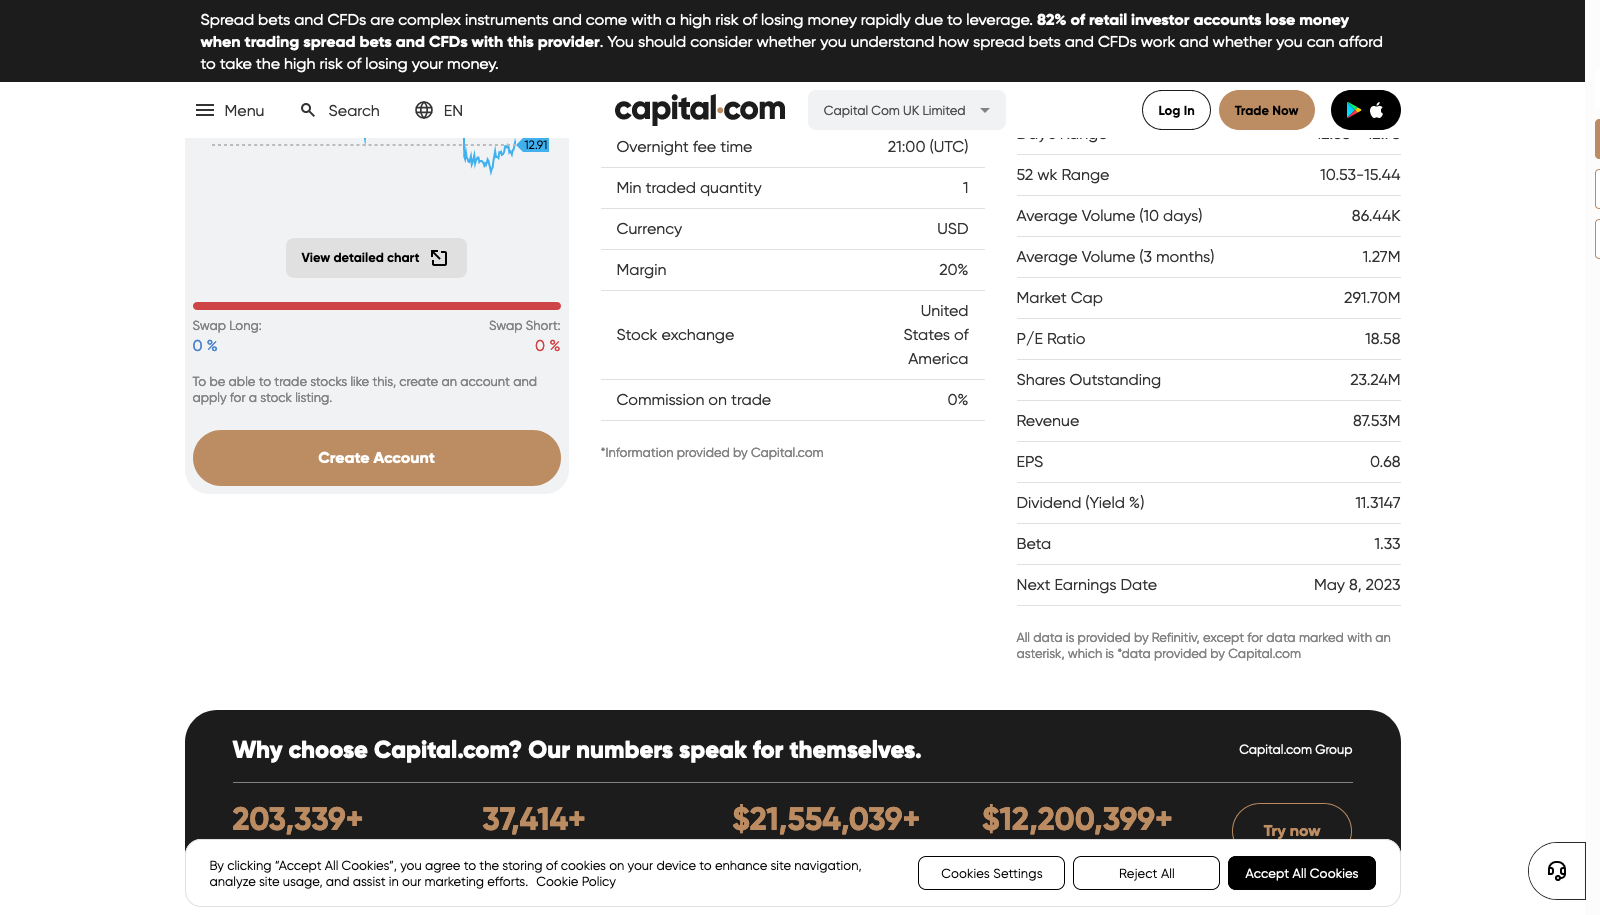 Spread bets and CFDs are complex instruments and come with a high risk of losing money rapidly due to leverage. 82% of retail investor accounts lose money
when trading spread bets and CFDs with this provider. You should consider whether you understand how spread bets and CFDs work and whether you can afford
to take the high risk of losing your money.
Menu
Search
EN
capital.com
Capital Com UK Limited
Log In
Trade Now
12.91
View detailed chart
Swap Long:
Swap Short:
0 %
0 %
To be able to trade stocks like this, create an account and
apply for a stock listing.
Create Account
Overnight fee time 21:00 (UTC)
Min traded quantity 1
Currency USD
Margin 20%
Stock exchange
United
States of
America
Commission on trade 0%
*Information provided by Capital.com
52 wk Range 10.53-15.44
Average Volume (10 days) 86.44K
Average Volume (3 months) 1.27M
Market Cap 291.70M
P/E Ratio 18.58
Shares Outstanding 23.24M
Revenue 87.53M
EPS 0.68
Dividend (Yield %) 11.3147
Beta 1.33
Next Earnings Date May 8, 2023
All data is provided by Refinitiv, except for data marked with an
asterisk, which is *data provided by Capital.com
Why choose Capital.com? Our numbers speak for themselves.
Capital.com Group
203,339+
37,414+
$21,554,039+
$12,200,399+
Try now
By clicking “Accept All Cookies”, you agree to the storing of cookies on your device to enhance site navigation,
analyze site usage, and assist in our marketing efforts. Cookie Policy
Cookies Settings
Reject All
Accept All Cookies